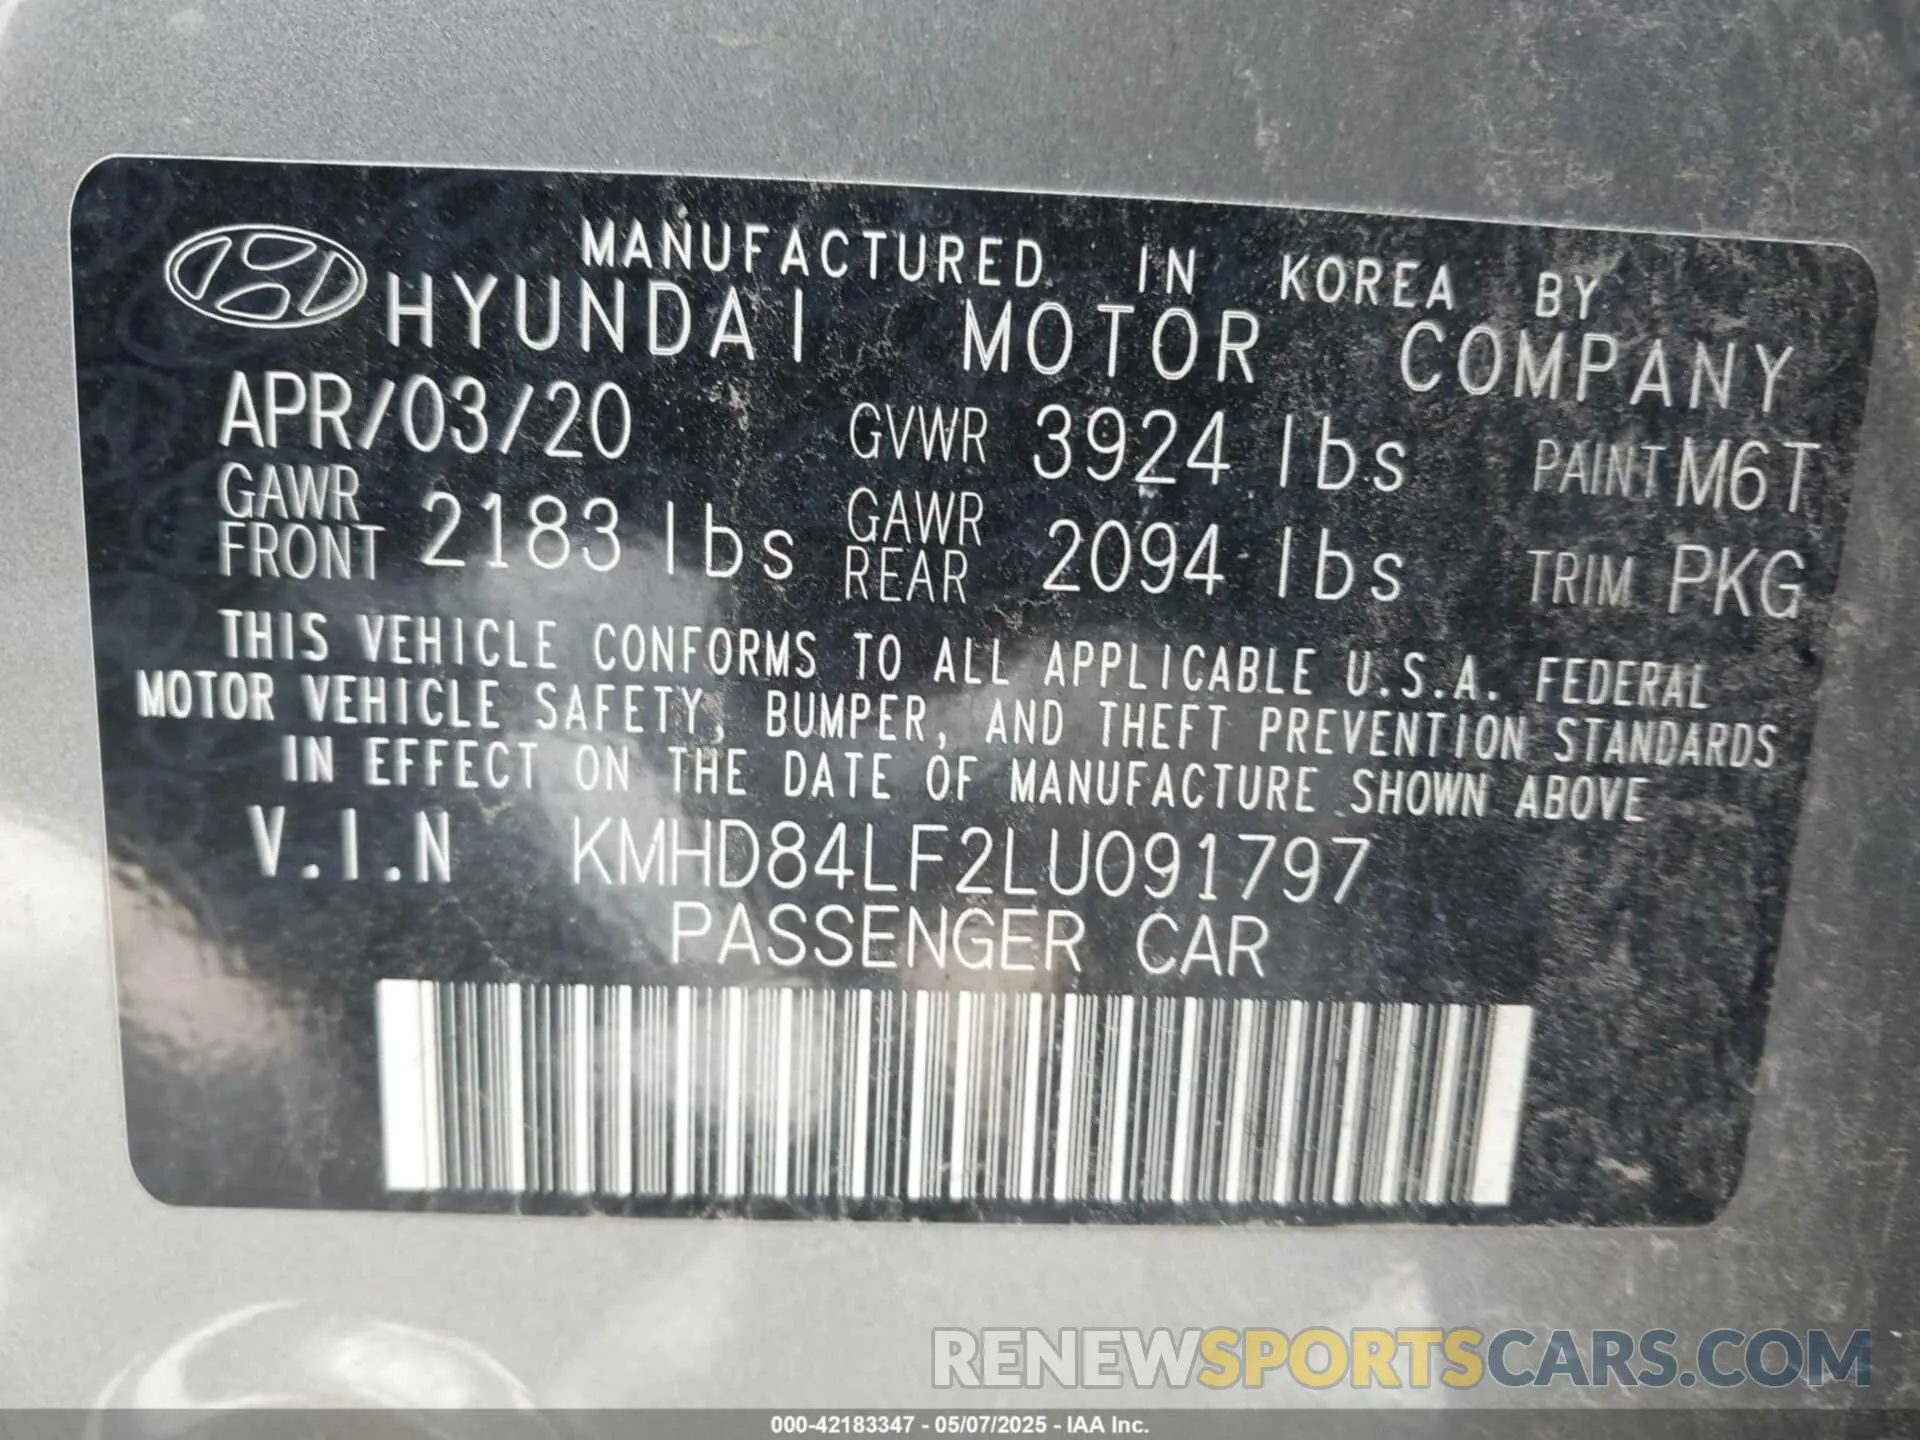 MANUFACTURED IN KOREA BY
HYUNDAI MOTOR COMPANY
APR/03/20 GVWR 3924 lbs PAINT M6T
GAWR FRONT 2183 lbs GAWR REAR 2094 lbs TRIM PKG
THIS VEHICLE CONFORMS TO ALL APPLICABLE U.S.A. FEDERAL
MOTOR VEHICLE SAFETY, BUMPER, AND THEFT PREVENTION STANDARDS
IN EFFECT ON THE DATE OF MANUFACTURE SHOWN ABOVE
V.I.N KMHD84LF2LU091797
PASSENGER CAR
RENEWSPORTSCARS.COM
000-42183347 - 05/07/2025 - IAA Inc.